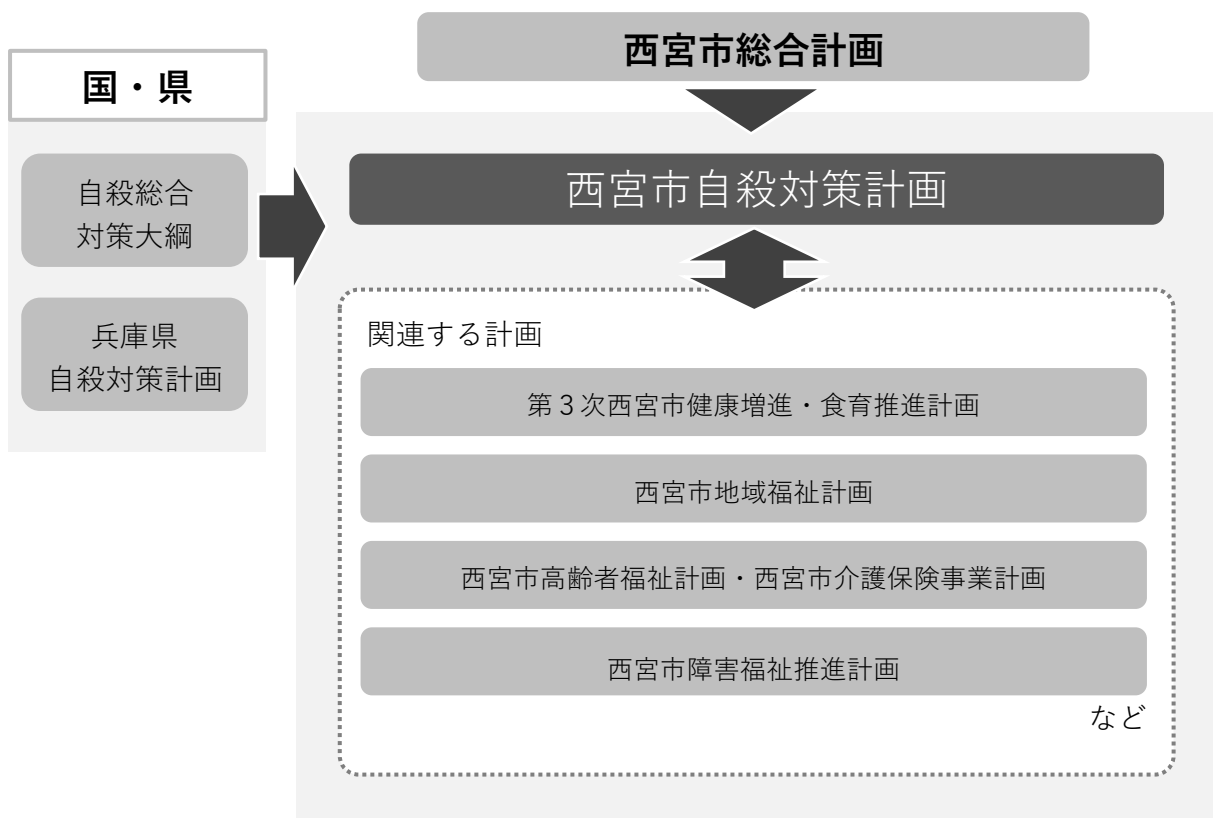 西宮市総合計画
国・県
自殺総合
対策大綱
兵庫県
自殺対策計画
西宮市自殺対策計画
関連する計画
第３次西宮市健康増進・食育推進計画
西宮市地域福祉計画
西宮市高齢者福祉計画・西宮市介護保険事業計画
西宮市障害福祉推進計画
など